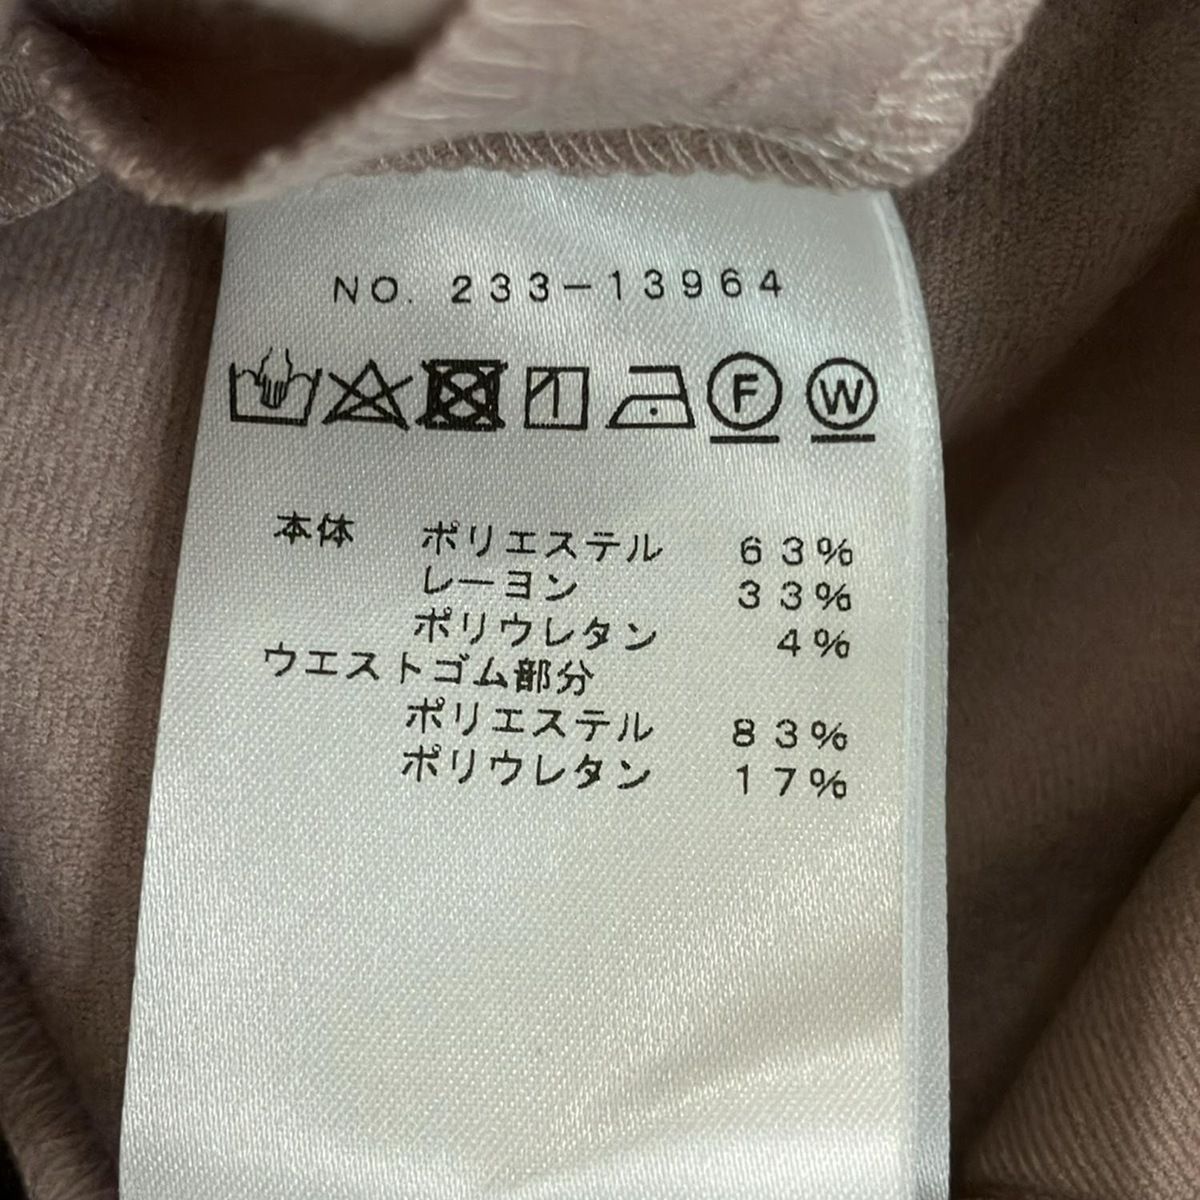 NO. 233-13964
F W
本体 ポリエステル 63%
レーヨン 33%
ポリウレタン 4%
ウエストゴム部分
ポリエステル 83%
ポリウレタン 17%